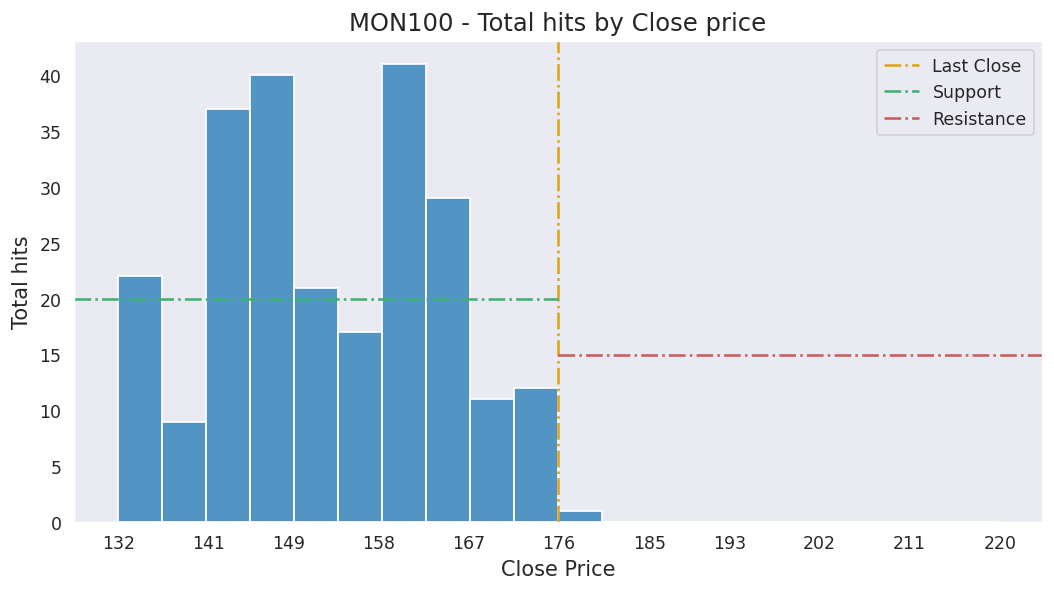 MON100 - Total hits by Close price
Last Close
Support
Resistance
Total hits
40
35
30
25
20
15
10
5
0
132 141 149 158 167 176 185 193 202 211 220
Close Price